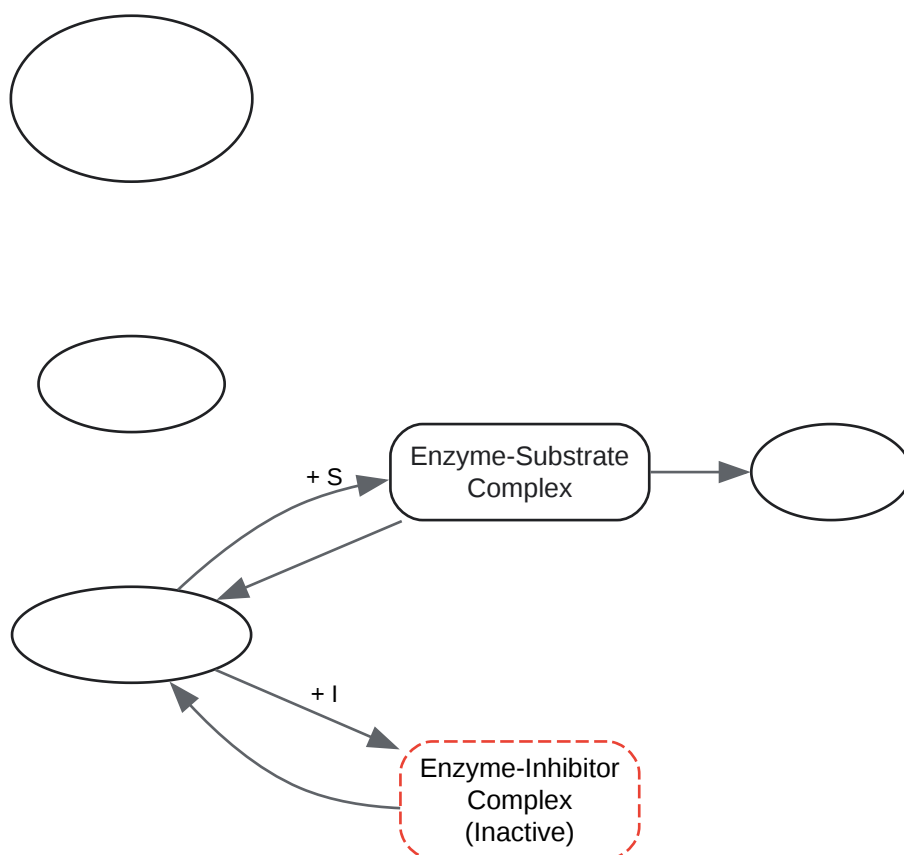 + S
Enzyme-Substrate
Complex
+ I
Enzyme-Inhibitor
Complex
(Inactive)